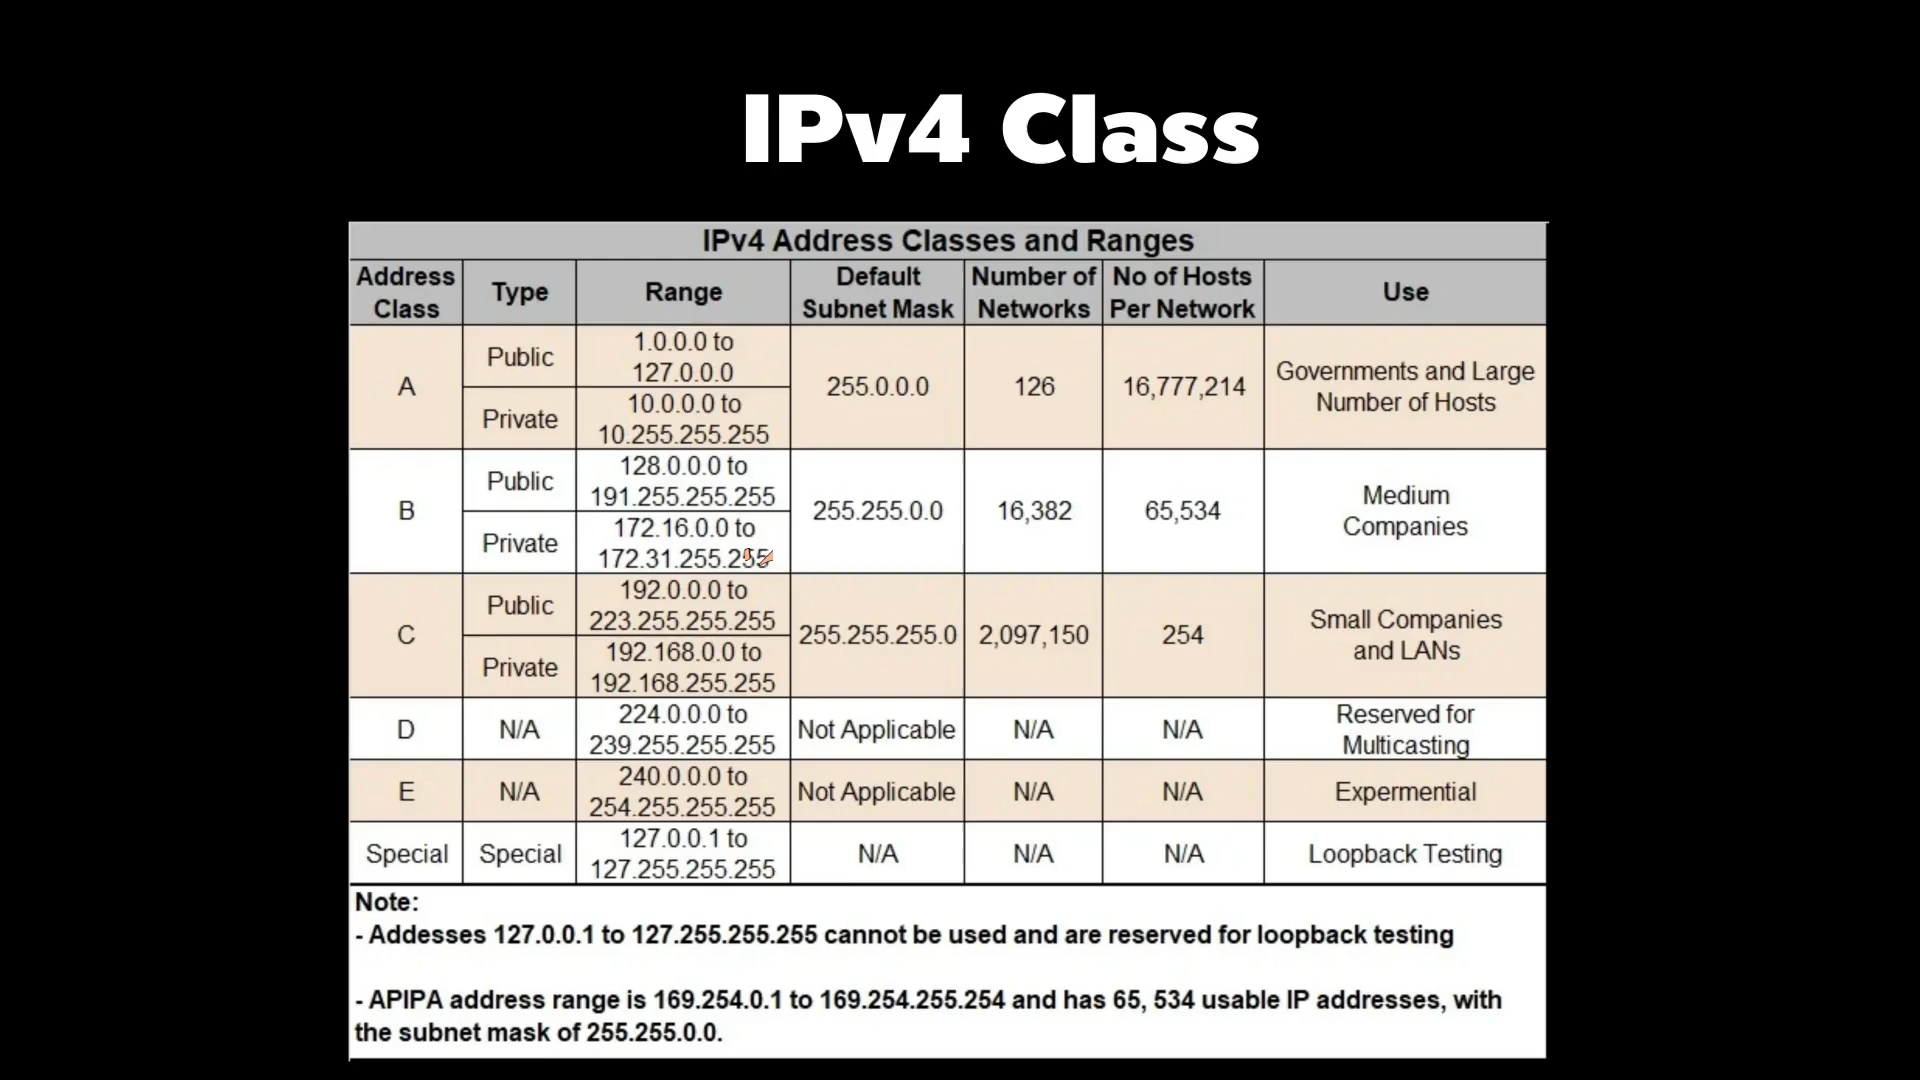 IPv4 Class
IPv4 Address Classes and Ranges
Address Class Type Range Default Subnet Mask Number of Networks No of Hosts Per Network Use
A Public 1.0.0.0 to 127.0.0.0 255.0.0.0 126 16,777,214 Governments and Large Number of Hosts
Private 10.0.0.0 to 10.255.255.255
B Public 128.0.0.0 to 191.255.255.255 255.255.0.0 16,382 65,534 Medium Companies
Private 172.16.0.0 to 172.31.255.255
C Public 192.0.0.0 to 223.255.255.255 255.255.255.0 2,097,150 254 Small Companies and LANs
Private 192.168.0.0 to 192.168.255.255
D N/A 224.0.0.0 to 239.255.255.255 Not Applicable N/A N/A Reserved for Multicasting
E N/A 240.0.0.0 to 254.255.255.255 Not Applicable N/A N/A Expermential
Special Special 127.0.0.1 to 127.255.255.255 N/A N/A N/A Loopback Testing
Note:
- Addesses 127.0.0.1 to 127.255.255.255 cannot be used and are reserved for loopback testing
- APIPA address range is 169.254.0.1 to 169.254.255.254 and has 65, 534 usable IP addresses, with
the subnet mask of 255.255.0.0.